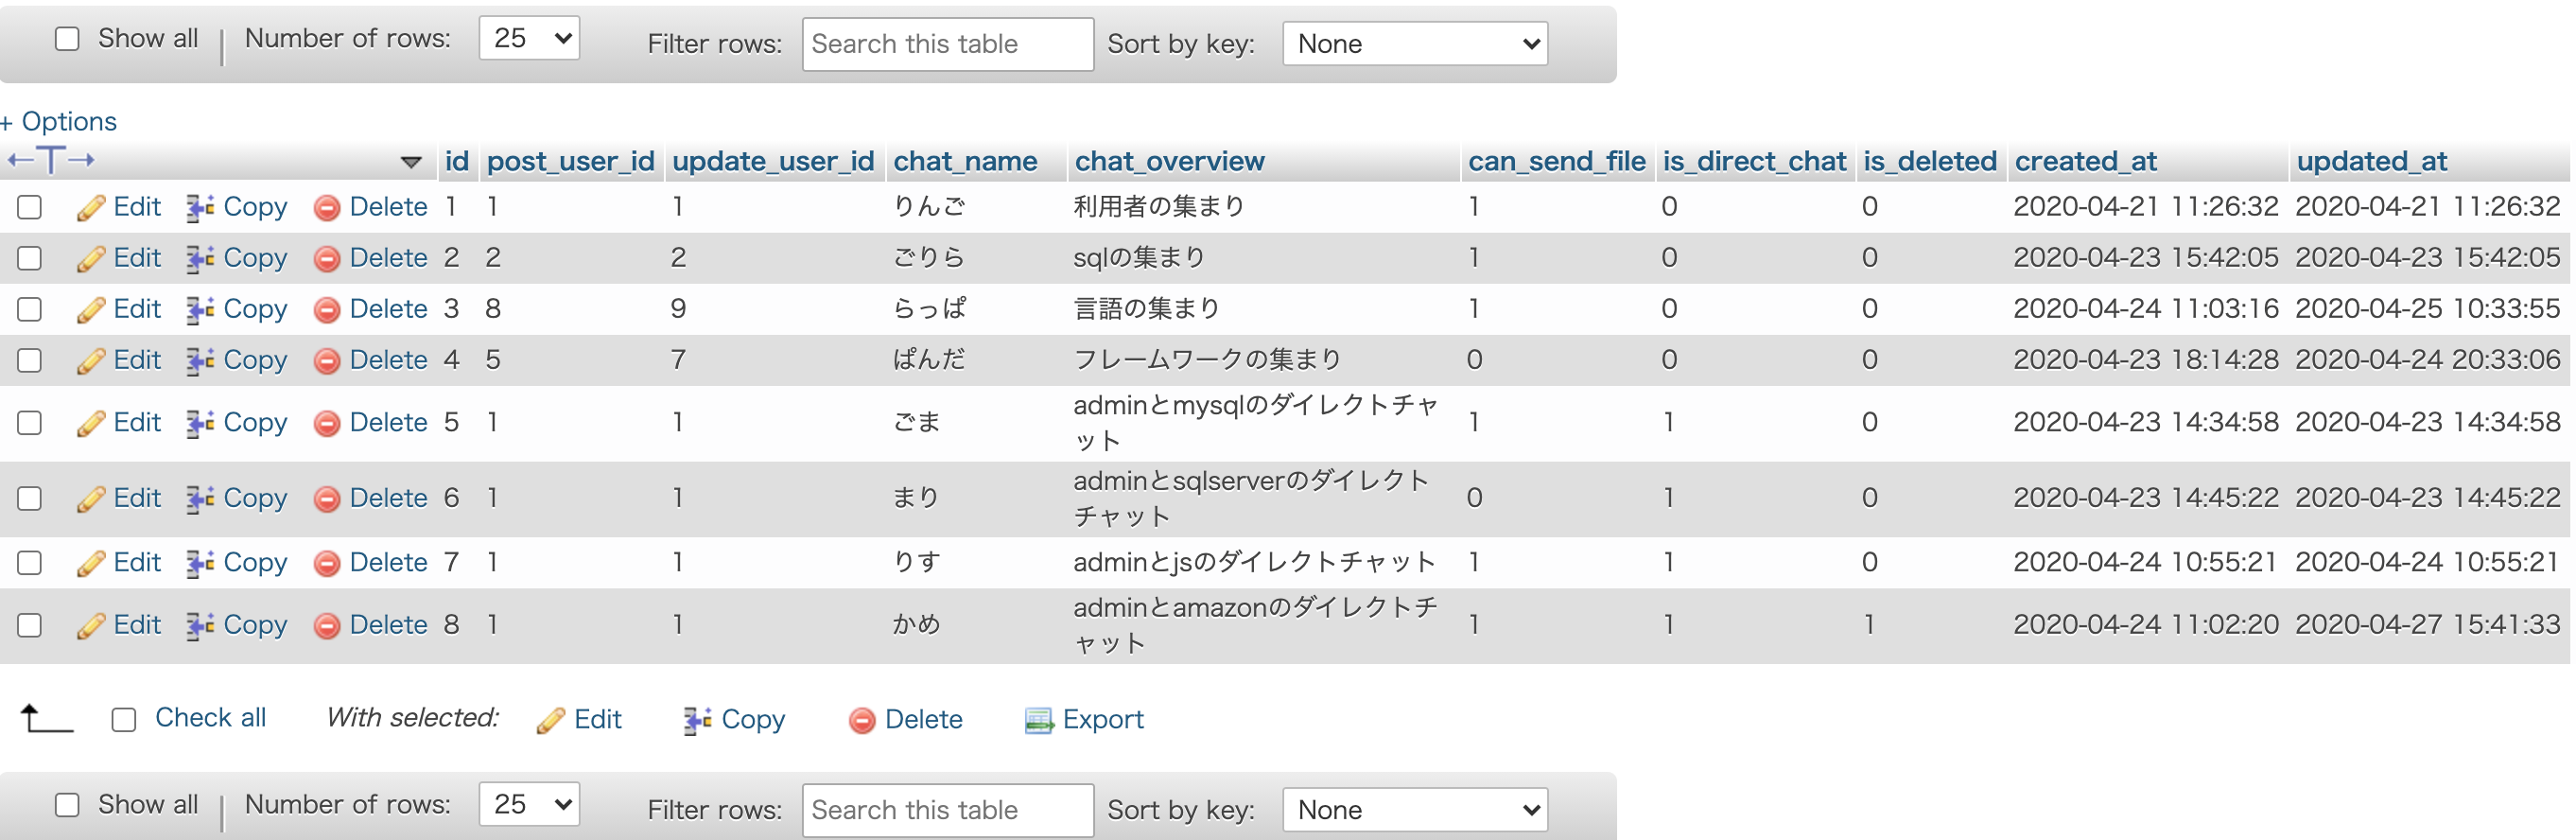 Show all Number of rows: 25 Filter rows: Search this table Sort by key: None
+ Options
←T→ id post_user_id update_user_id chat_name chat_overview can_send_file is_direct_chat is_deleted created_at updated_at
Edit Copy Delete 1 1 1 りんご 利用者の集まり 1 0 0 2020-04-21 11:26:32 2020-04-21 11:26:32
Edit Copy Delete 2 2 2 ごりら sqlの集まり 1 0 0 2020-04-23 15:42:05 2020-04-23 15:42:05
Edit Copy Delete 3 8 9 らっぱ 言語の集まり 1 0 0 2020-04-24 11:03:16 2020-04-25 10:33:55
Edit Copy Delete 4 5 7 ぱんだ フレームワークの集まり 0 0 0 2020-04-23 18:14:28 2020-04-24 20:33:06
Edit Copy Delete 5 1 1 ごま adminとmysqlのダイレクトチャ
ット 1 1 0 2020-04-23 14:34:58 2020-04-23 14:34:58
Edit Copy Delete 6 1 1 まり adminとsqlserverのダイレクト
チャット 0 1 0 2020-04-23 14:45:22 2020-04-23 14:45:22
Edit Copy Delete 7 1 1 りす adminとjsのダイレクトチャット 1 1 0 2020-04-24 10:55:21 2020-04-24 10:55:21
Edit Copy Delete 8 1 1 かめ adminとamazonのダイレクトチ
ャット 1 1 1 2020-04-24 11:02:20 2020-04-27 15:41:33
Check all With selected: Edit Copy Delete Export
Show all Number of rows: 25 Filter rows: Search this table Sort by key: None